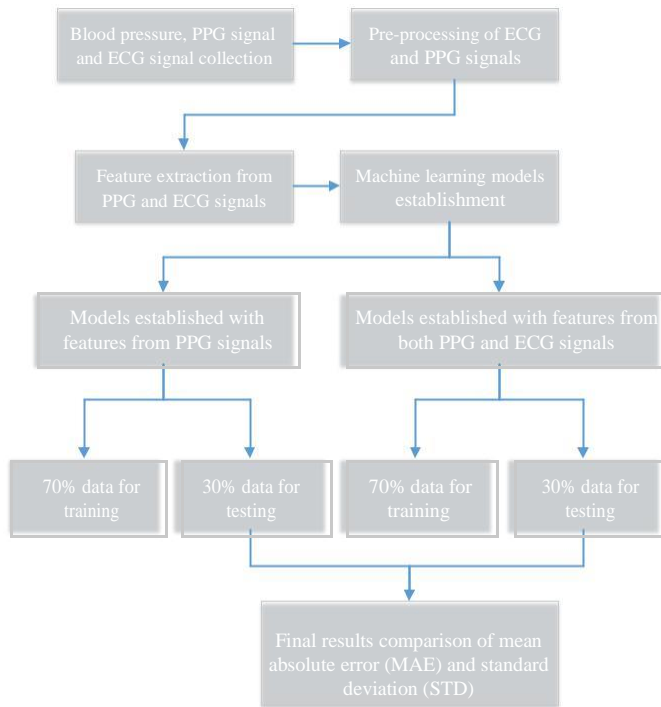 Blood pressure, PPG signal
and ECG signal collection
Pre-processing of ECG
and PPG signals
Feature extraction from
PPG and ECG signals
Machine learning models
establishment
Models established with
features from PPG signals
Models established with features from
both PPG and ECG signals
70% data for
training
30% data for
testing
70% data for
training
30% data for
testing
Final results comparison of mean
absolute error (MAE) and standard
deviation (STD)